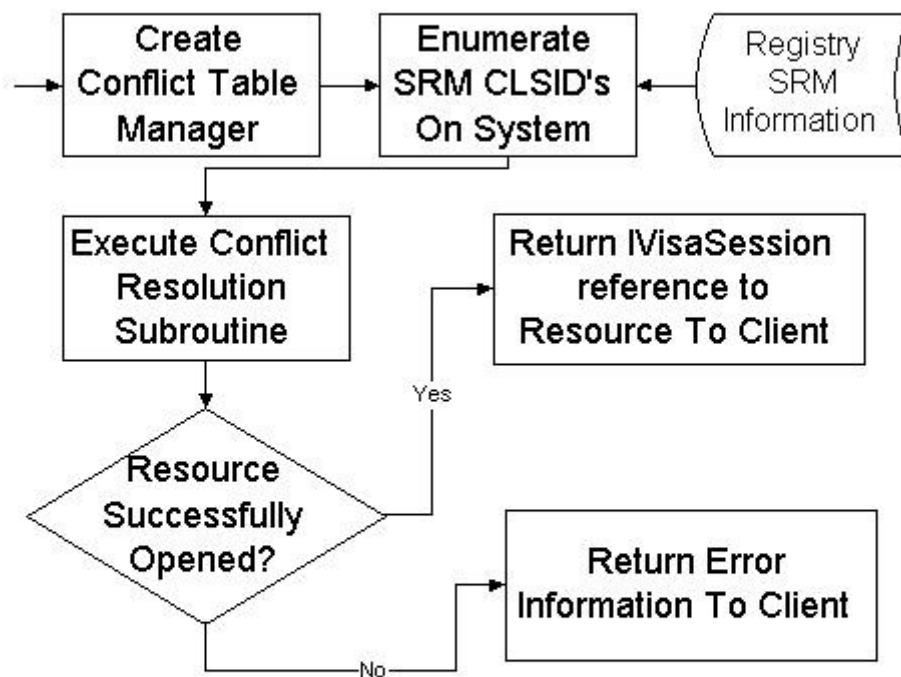 Create
Conflict Table
Manager
Enumerate
SRM CLSID's
On System
Registry
SRM
Information
Execute Conflict
Resolution
Subroutine
Return IVisaSession
reference to
Resource To Client
Yes
Resource
Successfully
Opened?
Return Error
Information To Client
No